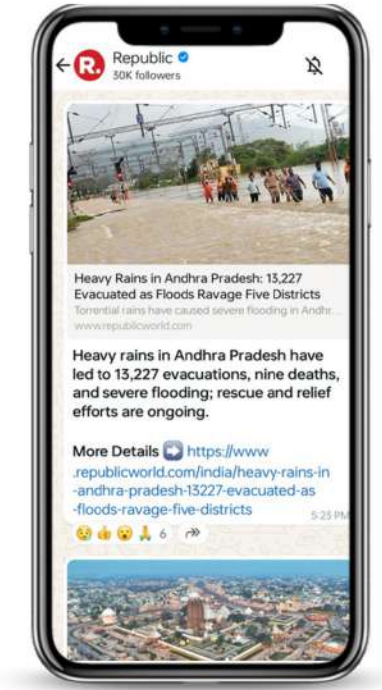 R.
Republic
30K followers
Heavy Rains in Andhra Pradesh: 13,227
Evacuated as Floods Ravage Five Districts
Torrential rains have caused severe flooding in Andhr...
www.republicworld.com
Heavy rains in Andhra Pradesh have
led to 13,227 evacuations, nine deaths,
and severe flooding; rescue and relief
efforts are ongoing.
More Details ➡️ https://www
.republicworld.com/india/heavy-rains-in
-andhra-pradesh-13227-evacuated-as
-floods-ravage-five-districts
5:23 PM
6